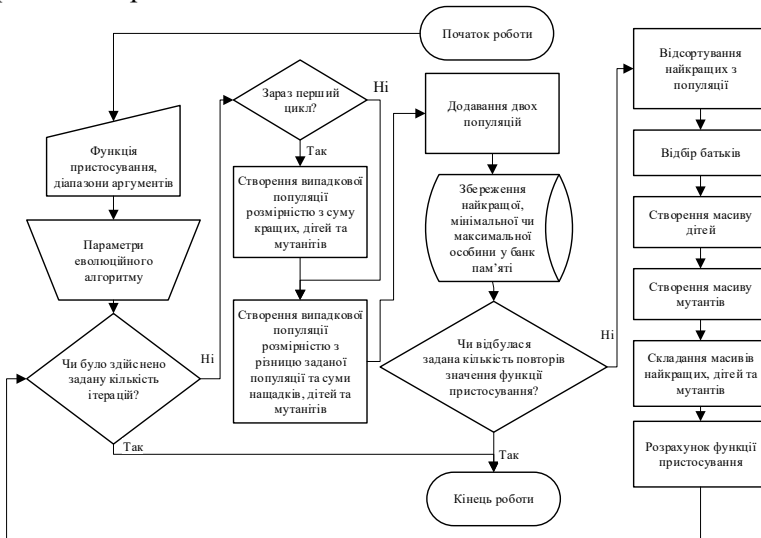 Початок роботи
Функція
пристосування,
діапазони аргументів
Параметри
еволюційного
алгоритму
Чи було здійснено
задану кількість
ітерацій?
Ні
Так
Зараз перший
цикл?
Ні
Так
Створення випадкової
популяції
розмірністю з суму
кращих, дітей та
мутанітів
Створення випадкової
популяції
розмірністю з
різницю заданої
популяції та суми
нащадків, дітей та
мутанітів
Додавання двох
популяцій
Збереження
найкращої,
мінімальної чи
максимальної
особини у банк
пам’яті
Чи відбулася
задана кількість повторів
значення функції
пристосування?
Ні
Так
Кінець роботи
Відсортування
найкращих з
популяції
Відбір батьків
Створення масиву
дітей
Створення масиву
мутантів
Складання масивів
найкращих, дітей та
мутантів
Розрахунок функції
пристосування